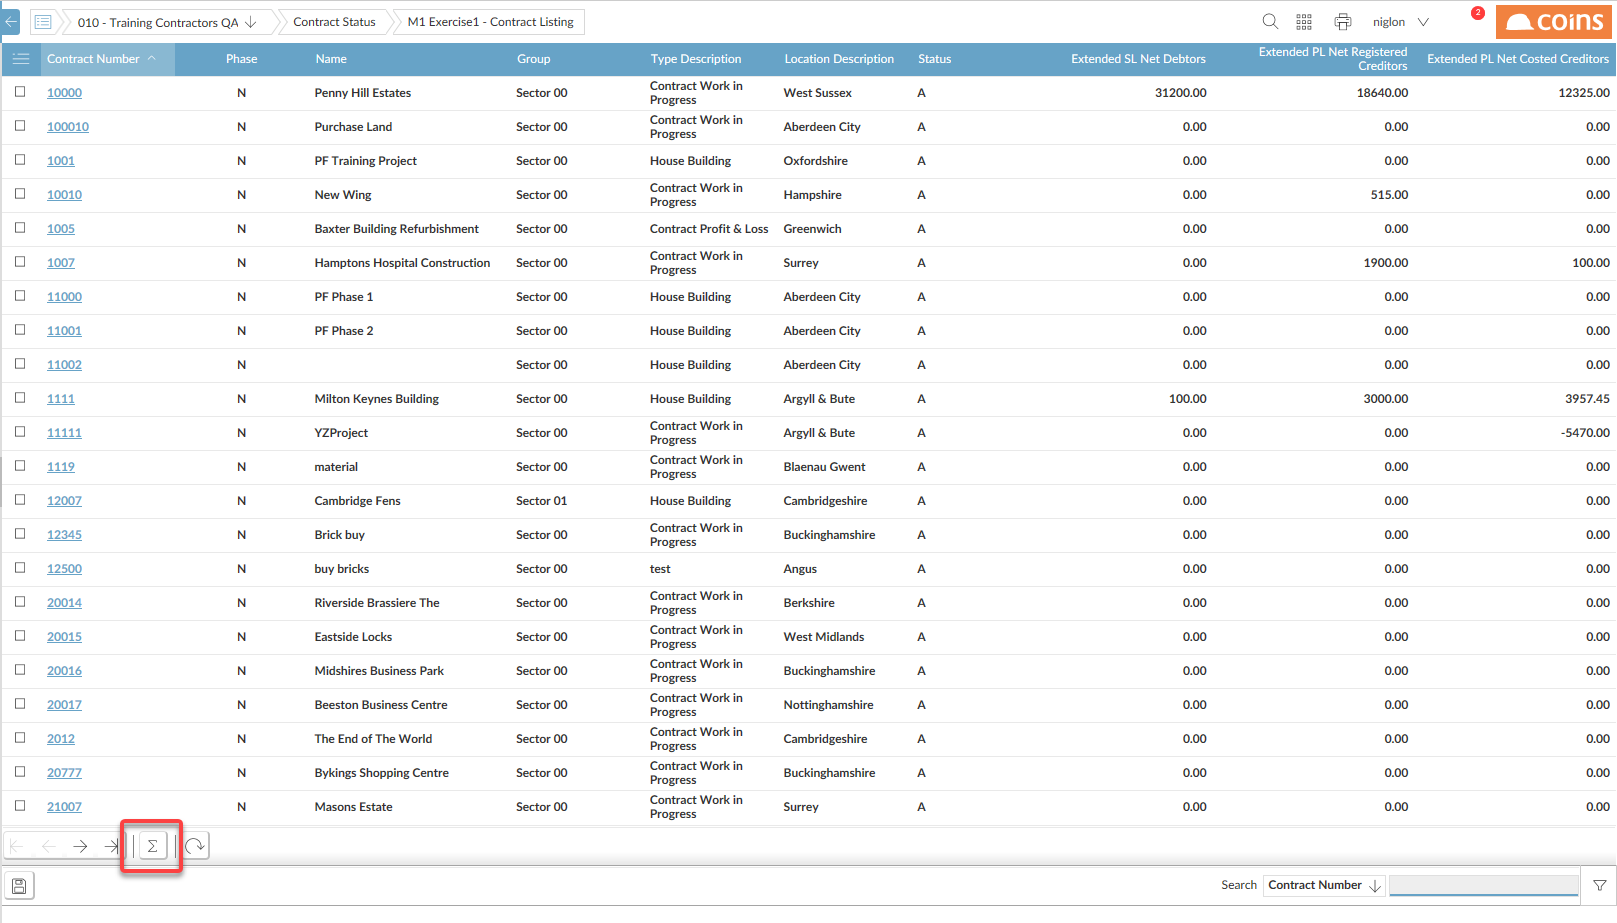 010 - Training Contractors QA
Contract Status
M1 Exercise1 - Contract Listing
niglon
2
coins
Contract Number Phase Name Group Type Description Location Description Status Extended SL Net Debtors Extended PL Net Registered Creditors Extended PL Net Costed Creditors
10000 N Penny Hill Estates Sector 00 Contract Work in Progress West Sussex A 31200.00 18640.00 12325.00
100010 N Purchase Land Sector 00 Contract Work in Progress Aberdeen City A 0.00 0.00 0.00
1001 N PF Training Project Sector 00 House Building Oxfordshire A 0.00 0.00 0.00
10010 N New Wing Sector 00 Contract Work in Progress Hampshire A 0.00 515.00 0.00
1005 N Baxter Building Refurbishment Sector 00 Contract Profit & Loss Greenwich A 0.00 0.00 0.00
1007 N Hamptons Hospital Construction Sector 00 Contract Work in Progress Surrey A 0.00 1900.00 100.00
11000 N PF Phase 1 Sector 00 House Building Aberdeen City A 0.00 0.00 0.00
11001 N PF Phase 2 Sector 00 House Building Aberdeen City A 0.00 0.00 0.00
11002 N Sector 00 House Building Aberdeen City A 0.00 0.00 0.00
1111 N Milton Keynes Building Sector 00 House Building Argyll & Bute A 100.00 3000.00 3957.45
11111 N YZProject Sector 00 Contract Work in Progress Argyll & Bute A 0.00 0.00 -5470.00
1119 N material Sector 00 Contract Work in Progress Blaenau Gwent A 0.00 0.00 0.00
12007 N Cambridge Fens Sector 01 House Building Cambridgeshire A 0.00 0.00 0.00
12345 N Brick buy Sector 00 Contract Work in Progress Buckinghamshire A 0.00 0.00 0.00
12500 N buy bricks Sector 00 test Angus A 0.00 0.00 0.00
20014 N Riverside Brassiere The Sector 00 Contract Work in Progress Berkshire A 0.00 0.00 0.00
20015 N Eastside Locks Sector 00 Contract Work in Progress West Midlands A 0.00 0.00 0.00
20016 N Midshires Business Park Sector 00 Contract Work in Progress Buckinghamshire A 0.00 0.00 0.00
20017 N Beeston Business Centre Sector 00 Contract Work in Progress Nottinghamshire A 0.00 0.00 0.00
2012 N The End of The World Sector 00 Contract Work in Progress Cambridgeshire A 0.00 0.00 0.00
20777 N Bykings Shopping Centre Sector 00 Contract Work in Progress Buckinghamshire A 0.00 0.00 0.00
21007 N Masons Estate Sector 00 Contract Work in Progress Surrey A 0.00 0.00 0.00
Σ
Search Contract Number